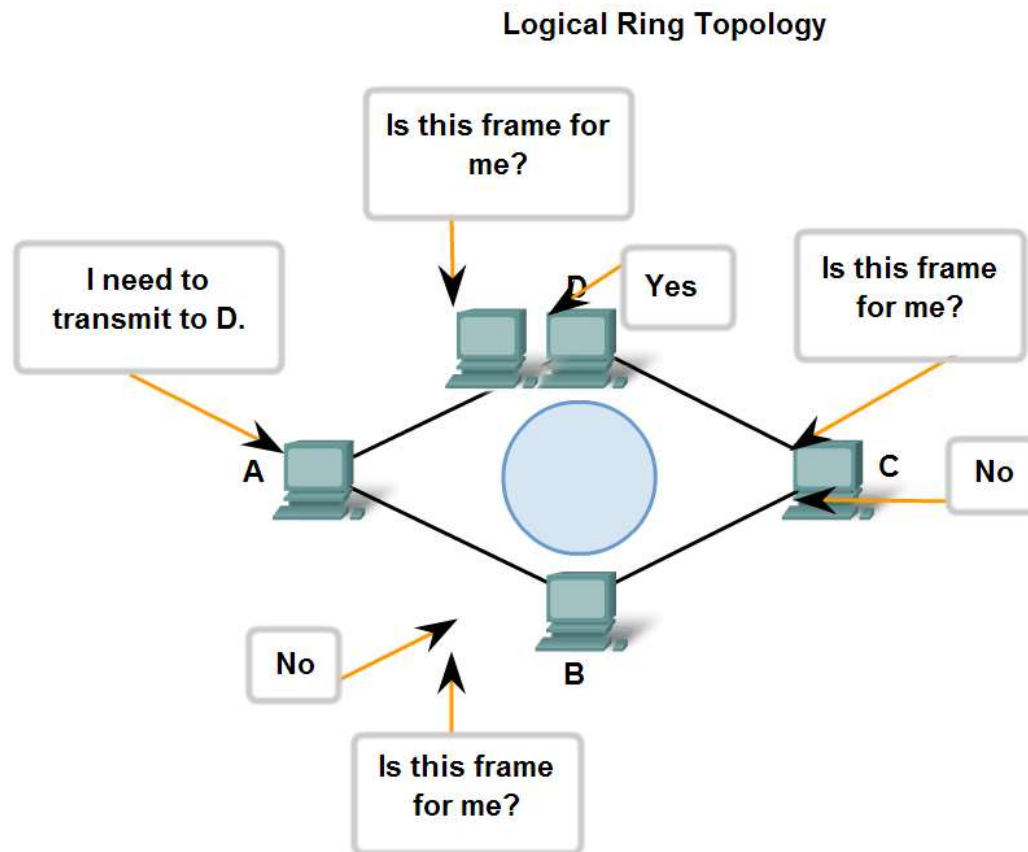 Logical Ring Topology
Is this frame for
me?
I need to
transmit to D.
D
Yes
Is this frame
for me?
A
C
No
No
B
Is this frame
for me?